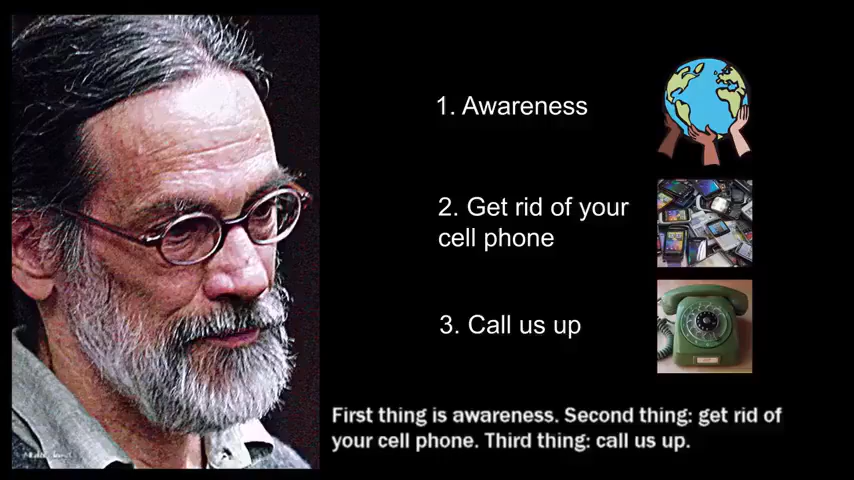 1. Awareness
2. Get rid of your
cell phone
3. Call us up
First thing is awareness. Second thing: get rid of
your cell phone. Third thing: call us up.